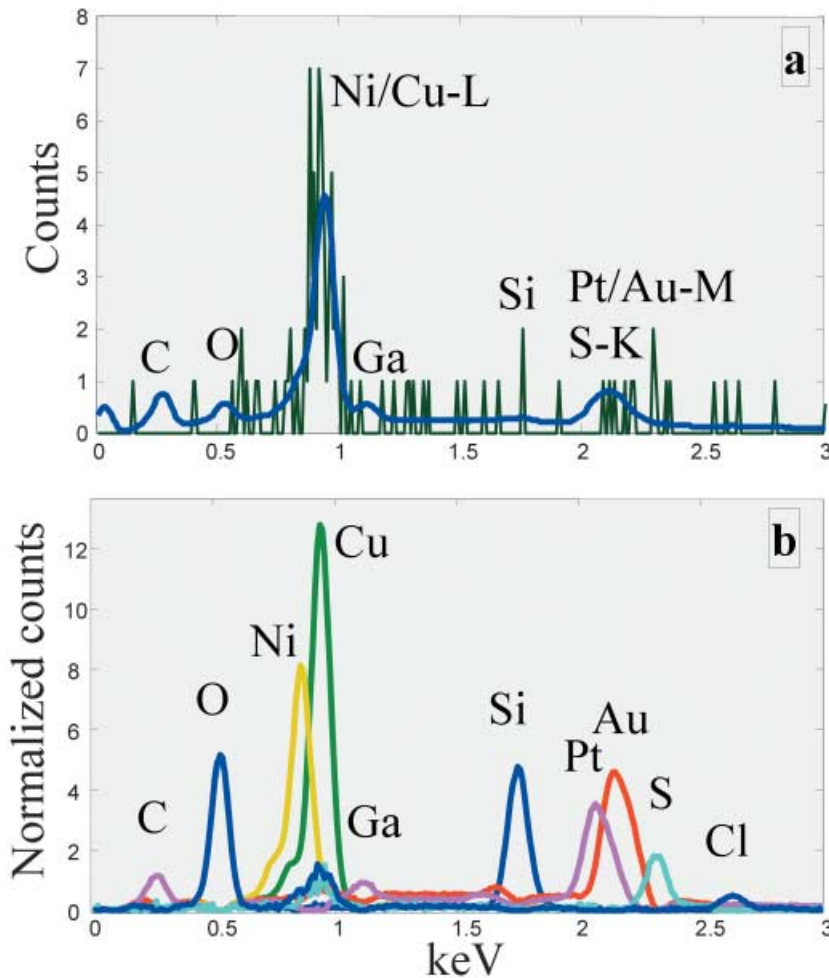 a
8
7
6
5
4
3
2
1
0
Counts
Ni/Cu-L
C
O
Ga
Si
Pt/Au-M
S-K
0 0.5 1 1.5 2 2.5 3
b
12
10
8
6
4
2
0
Normalized counts
Cu
Ni
O
Si
Au
Pt
S
C
Ga
Cl
0 0.5 1 1.5 2 2.5 3
keV